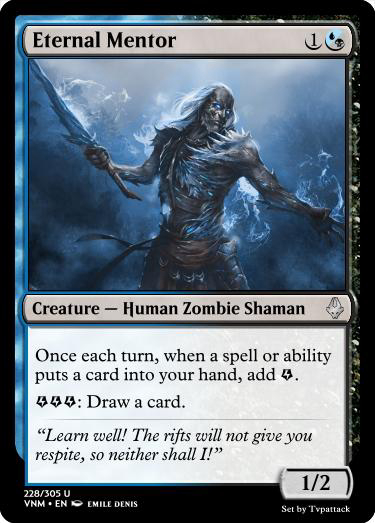 Eternal Mentor 1
Creature — Human Zombie Shaman
Once each turn, when a spell or ability
puts a card into your hand, add .
: Draw a card.
“Learn well! The rifts will not give you
respite, so neither shall I!”
1/2
228/305 U
VNM • EN EMILE DENIS
Set by Tvpattack